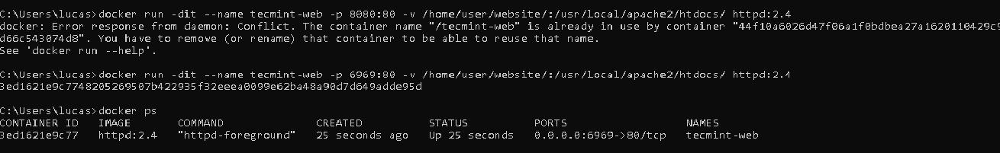 C:\Users\lucas>docker run -dit --name tecmint-web -p 8080:80 -v /home/user/website/:/usr/local/apache2/htdocs/ httpd:2.4
docker: Error response from daemon: Conflict. The container name "/tecmint-web" is already in use by container "44f10a6026d47f06a1f0bdbea27a1620110429c9
d66c543074d8". You have to remove (or rename) that container to be able to reuse that name.
See 'docker run --help'.
C:\Users\lucas>docker run -dit --name tecmint-web -p 6969:80 -v /home/user/website/:/usr/local/apache2/htdocs/ httpd:2.4
3ed1621e9c7748205269507b422935f32eeea0099e62ba48a90d7d649adde95d
C:\Users\lucas>docker ps
CONTAINER ID IMAGE COMMAND CREATED STATUS PORTS NAMES
3ed1621e9c77 httpd:2.4 "httpd-foreground" 25 seconds ago Up 25 seconds 0.0.0.0:6969->80/tcp tecmint-web